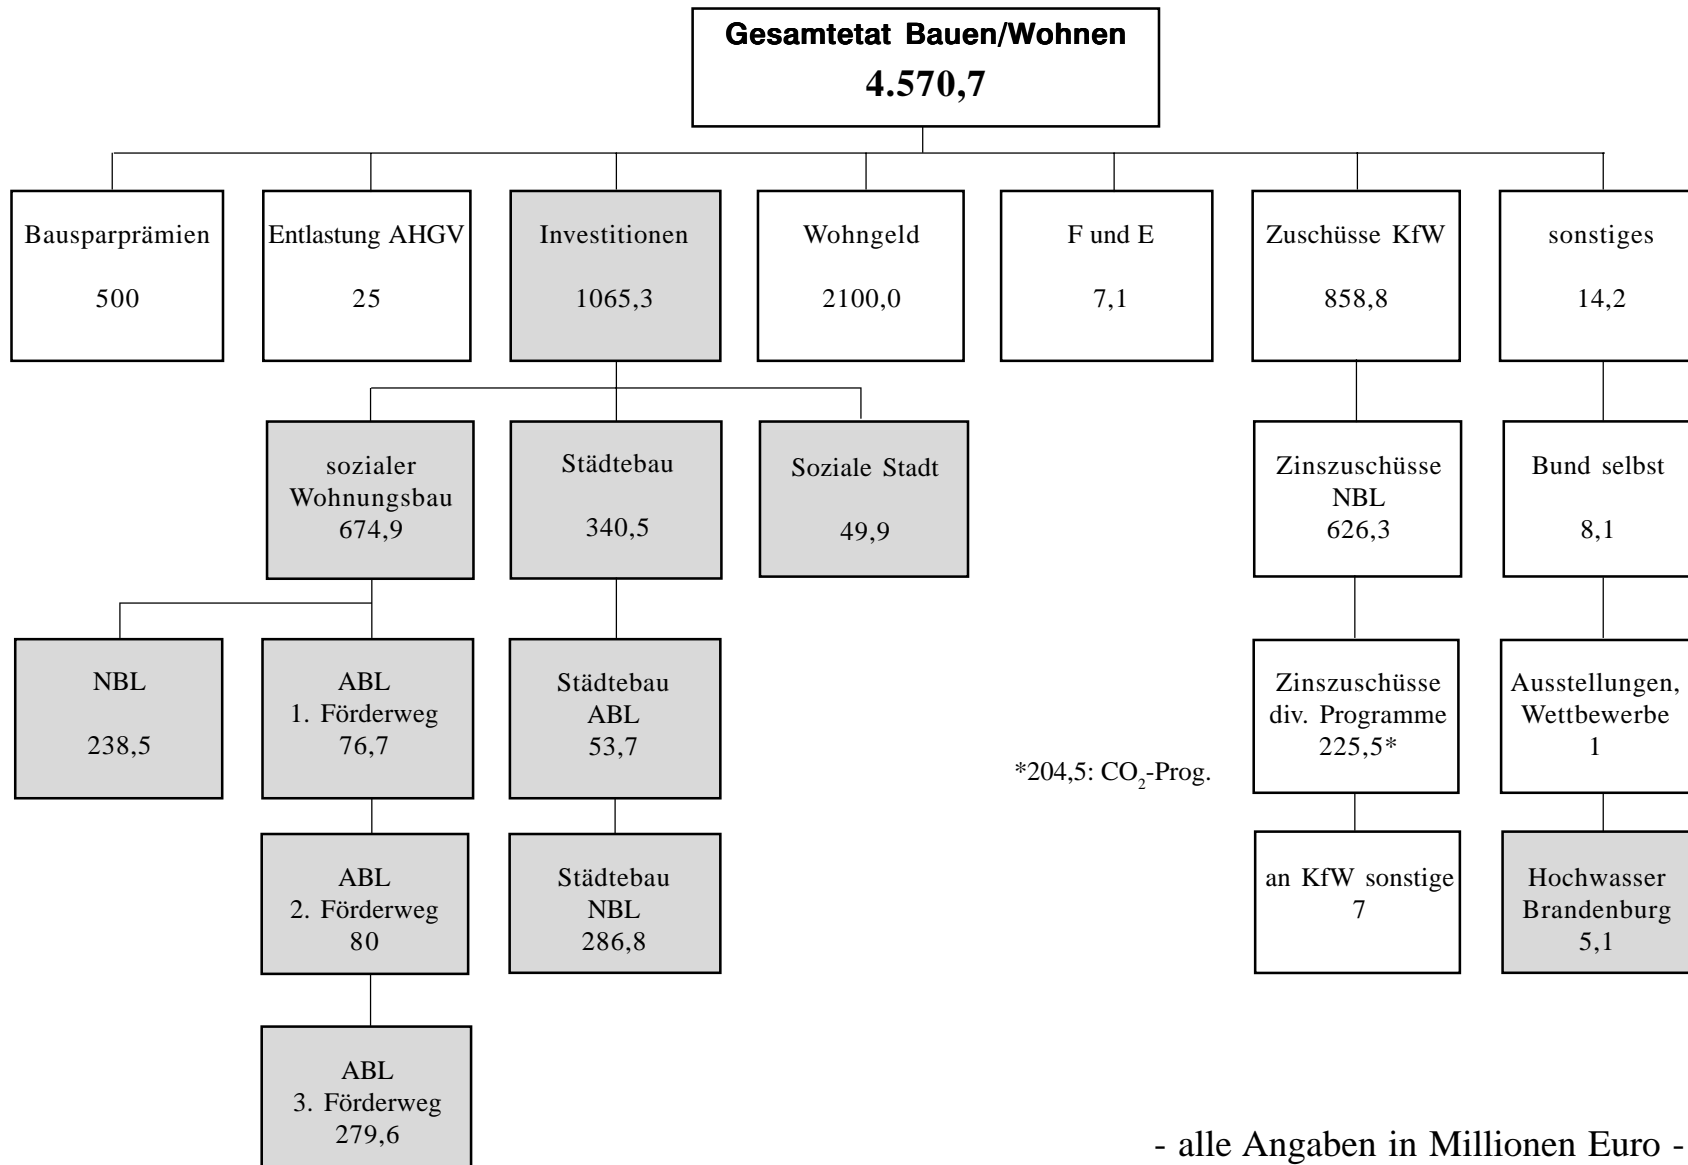 Gesamtetat Bauen/Wohnen
4.570,7
Bausparprämien
500
Entlastung AHGV
25
Investitionen
1065,3
Wohngeld
2100,0
F und E
7,1
Zuschüsse KfW
858,8
sonstiges
14,2
sozialer
Wohnungsbau
674,9
Städtebau
340,5
Soziale Stadt
49,9
Zinszuschüsse
NBL
626,3
Bund selbst
8,1
NBL
238,5
ABL
1. Förderweg
76,7
Städtebau
ABL
53,7
*204,5: CO₂-Prog.
Zinszuschüsse
div. Programme
225,5*
Ausstellungen,
Wettbewerbe
1
ABL
2. Förderweg
80
Städtebau
NBL
286,8
an KfW sonstige
7
Hochwasser
Brandenburg
5,1
ABL
3. Förderweg
279,6
- alle Angaben in Millionen Euro -